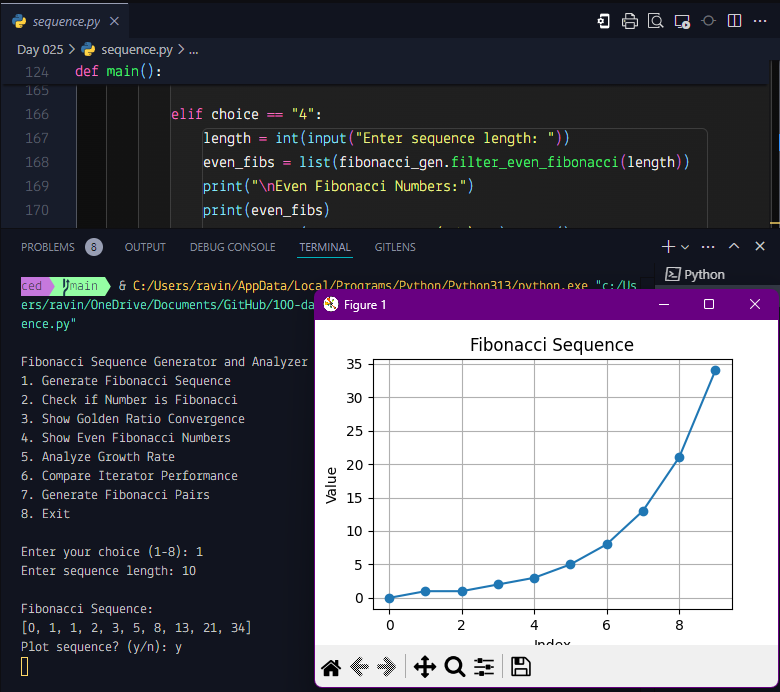 sequence.py
Day 025 > sequence.py > ...
124 def main():
165
166 elif choice == "4":
167 length = int(input("Enter sequence length: "))
168 even_fibs = list(fibonacci_gen.filter_even_fibonacci(length))
169 print("\nEven Fibonacci Numbers:")
170 print(even_fibs)
PROBLEMS 8 OUTPUT DEBUG CONSOLE TERMINAL GITLENS
Python
ced main & C:/Users/ravin/AppData/Local/Programs/Python/Python313/python.exe "c:/Us
ers/ravin/OneDrive/Documents/GitHub/100-da
ence.py"
Fibonacci Sequence Generator and Analyzer
1. Generate Fibonacci Sequence
2. Check if Number is Fibonacci
3. Show Golden Ratio Convergence
4. Show Even Fibonacci Numbers
5. Analyze Growth Rate
6. Compare Iterator Performance
7. Generate Fibonacci Pairs
8. Exit
Enter your choice (1-8): 1
Enter sequence length: 10
Fibonacci Sequence:
[0, 1, 1, 2, 3, 5, 8, 13, 21, 34]
Plot sequence? (y/n): y
Figure 1
Fibonacci Sequence
35
30
25
20
15
10
5
0
Value
0 2 4 6 8
Index